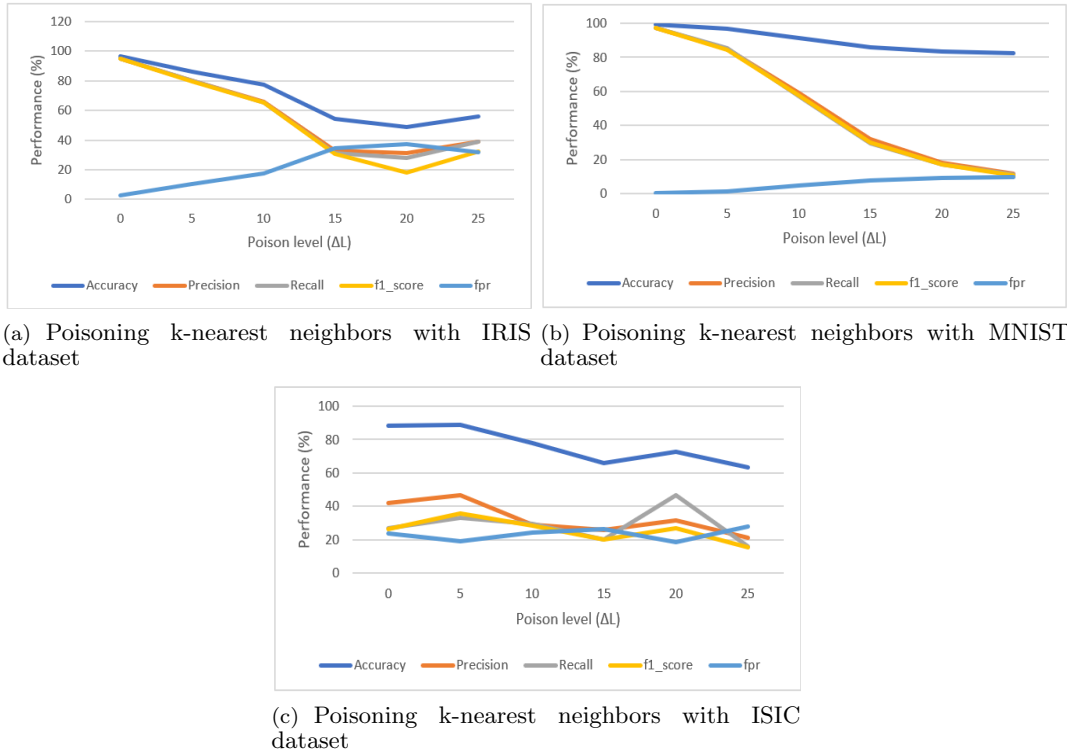 120
100
80
60
40
20
0
Performance (%)
0 5 10 15 20 25
Poison level (ΔL)
Accuracy Precision Recall f1_score fpr
(a) Poisoning k-nearest neighbors with IRIS
dataset
100
80
60
40
20
0
Performance (%)
0 5 10 15 20 25
Poison level (ΔL)
Accuracy Precision Recall f1_score fpr
(b) Poisoning k-nearest neighbors with MNIST
dataset
100
80
60
40
20
0
Performance (%)
0 5 10 15 20 25
Poison level (ΔL)
Accuracy Precision Recall f1_score fpr
(c) Poisoning k-nearest neighbors with ISIC
dataset